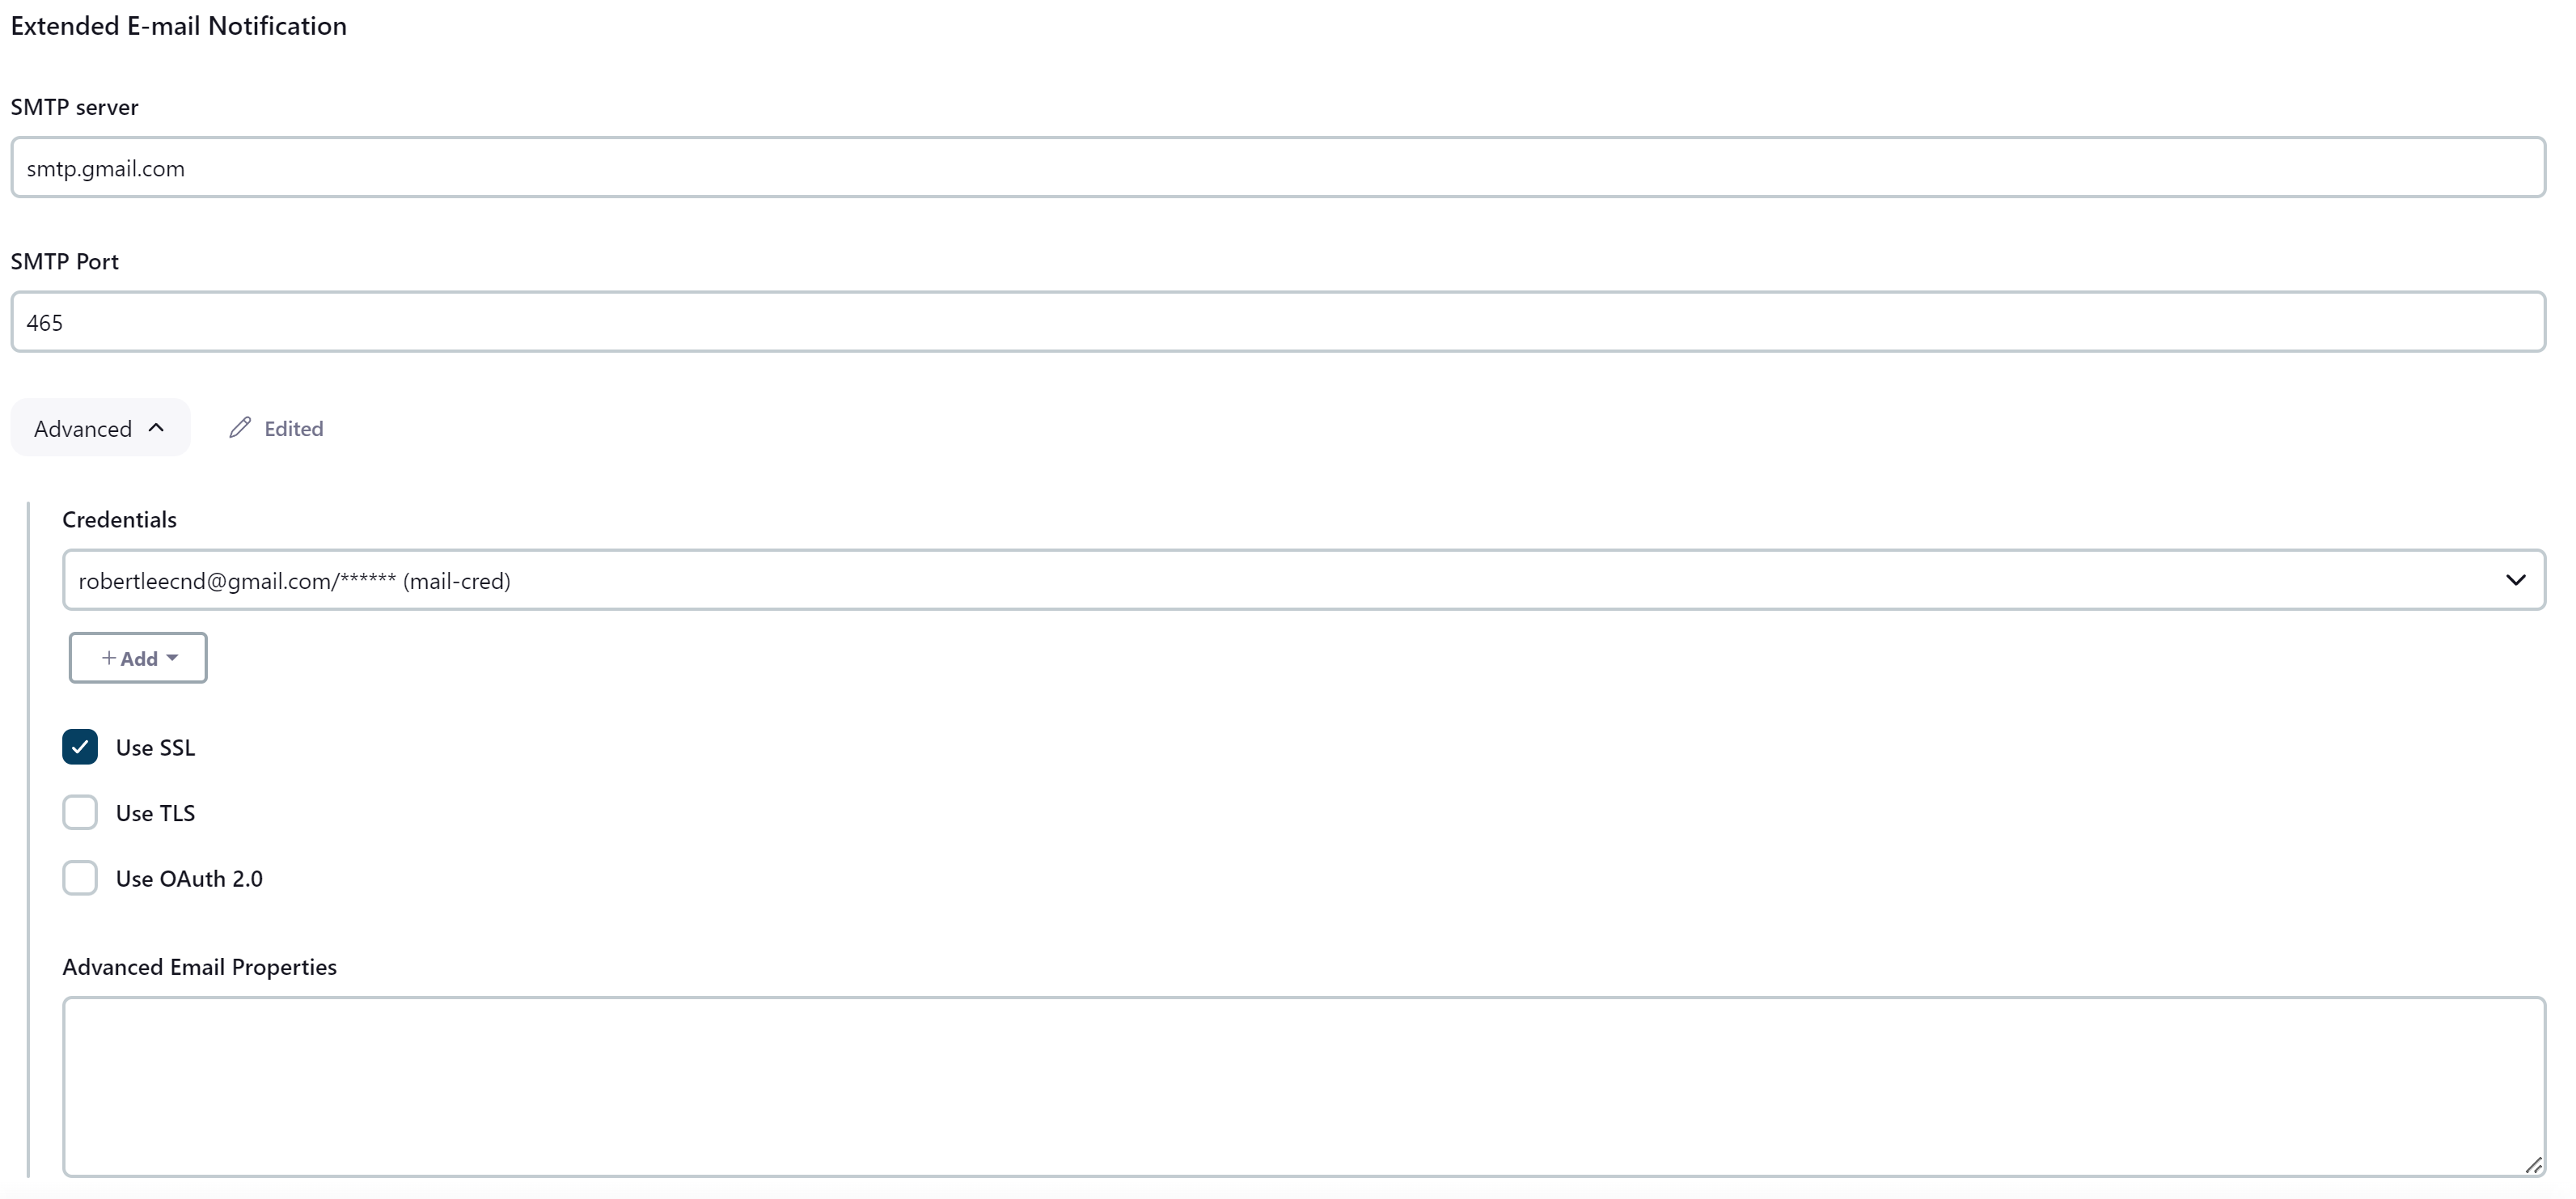 Extended E-mail Notification
SMTP server
smtp.gmail.com
SMTP Port
465
Advanced Edited
Credentials
robertleecnd@gmail.com/****** (mail-cred)
+ Add
Use SSL
Use TLS
Use OAuth 2.0
Advanced Email Properties